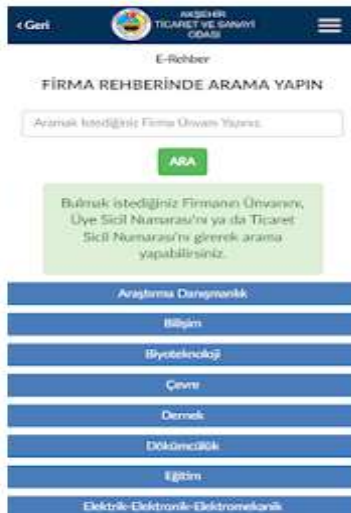 < Geri
AKŞEHİR
TİCARET VE SANAYİ
ODASI
E-Rehber
FİRMA REHBERİNDE ARAMA YAPIN
Aramak İstediğiniz Firma Ünvanı Yazınız.
ARA
Bulmak istediğiniz Firmanın Ünvanını,
Üye Sicil Numarası'nı ya da Ticaret
Sicil Numarası'nı girerek arama
yapabilirsiniz.
Araştırma Danışmanlık
Bilişim
Biyoteknoloji
Çevre
Dernek
Dökümcülük
Eğitim
Elektrik-Elektronik-Elektromekanik